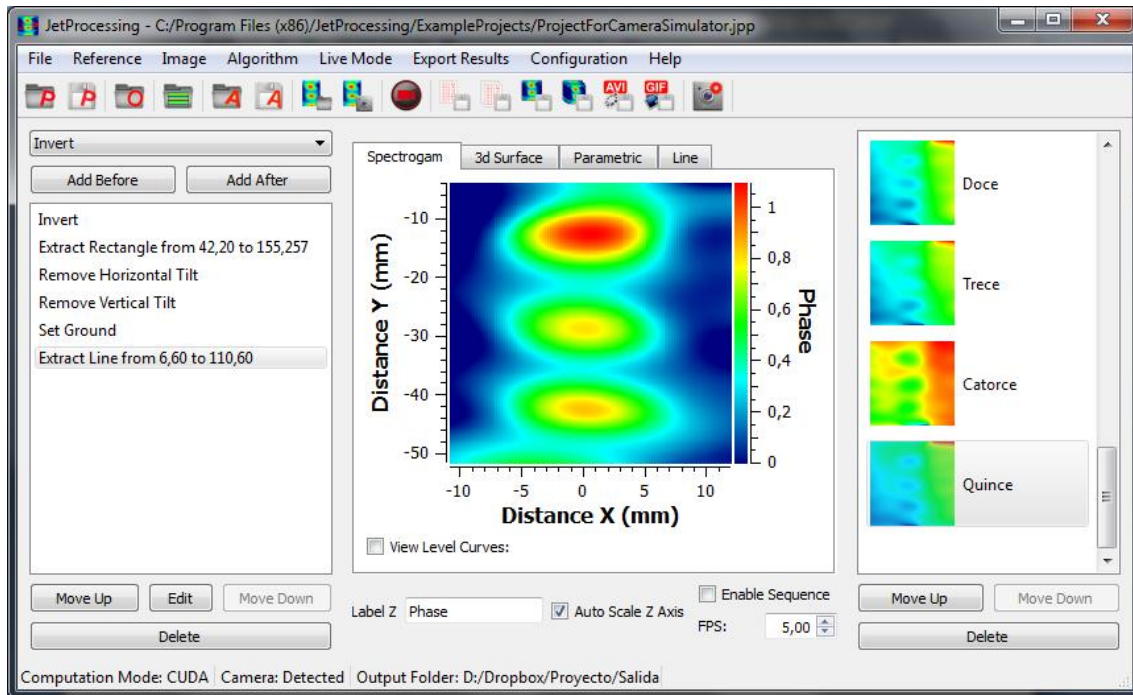 JetProcessing - C:/Program Files (x86)/JetProcessing/ExampleProjects/ProjectForCameraSimulator.jpp
File Reference Image Algorithm Live Mode Export Results Configuration Help
P P O A A AVI GIF
Invert
Add Before Add After
Invert
Extract Rectangle from 42,20 to 155,257
Remove Horizontal Tilt
Remove Vertical Tilt
Set Ground
Extract Line from 6,60 to 110,60
Move Up Edit Move Down
Delete
Spectrogam 3d Surface Parametric Line
Distance Y (mm)
-10
-20
-30
-40
-50
-10 -5 0 5 10
Distance X (mm)
1
0,8
0,6
0,4
0,2
0
Phase
View Level Curves:
Label Z Phase Auto Scale Z Axis
Enable Sequence
FPS: 5,00
Doce
Trece
Catorce
Quince
Move Up Move Down
Delete
Computation Mode: CUDA Camera: Detected Output Folder: D:/Dropbox/Proyecto/Salida